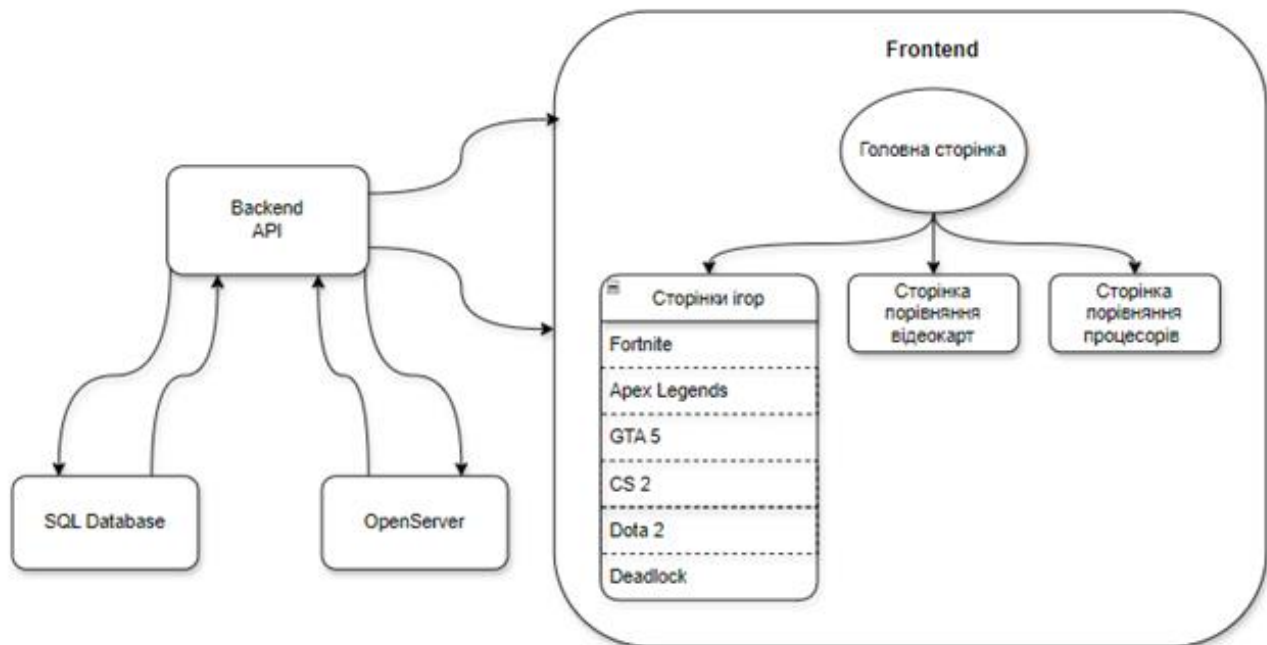 Frontend
Головна сторінка
Backend
API
Сторінки ігор
Fortnite
Apex Legends
GTA 5
CS 2
Dota 2
Deadlock
Сторінка
порівняння
відеокарт
Сторінка
порівняння
процесорів
SQL Database
OpenServer